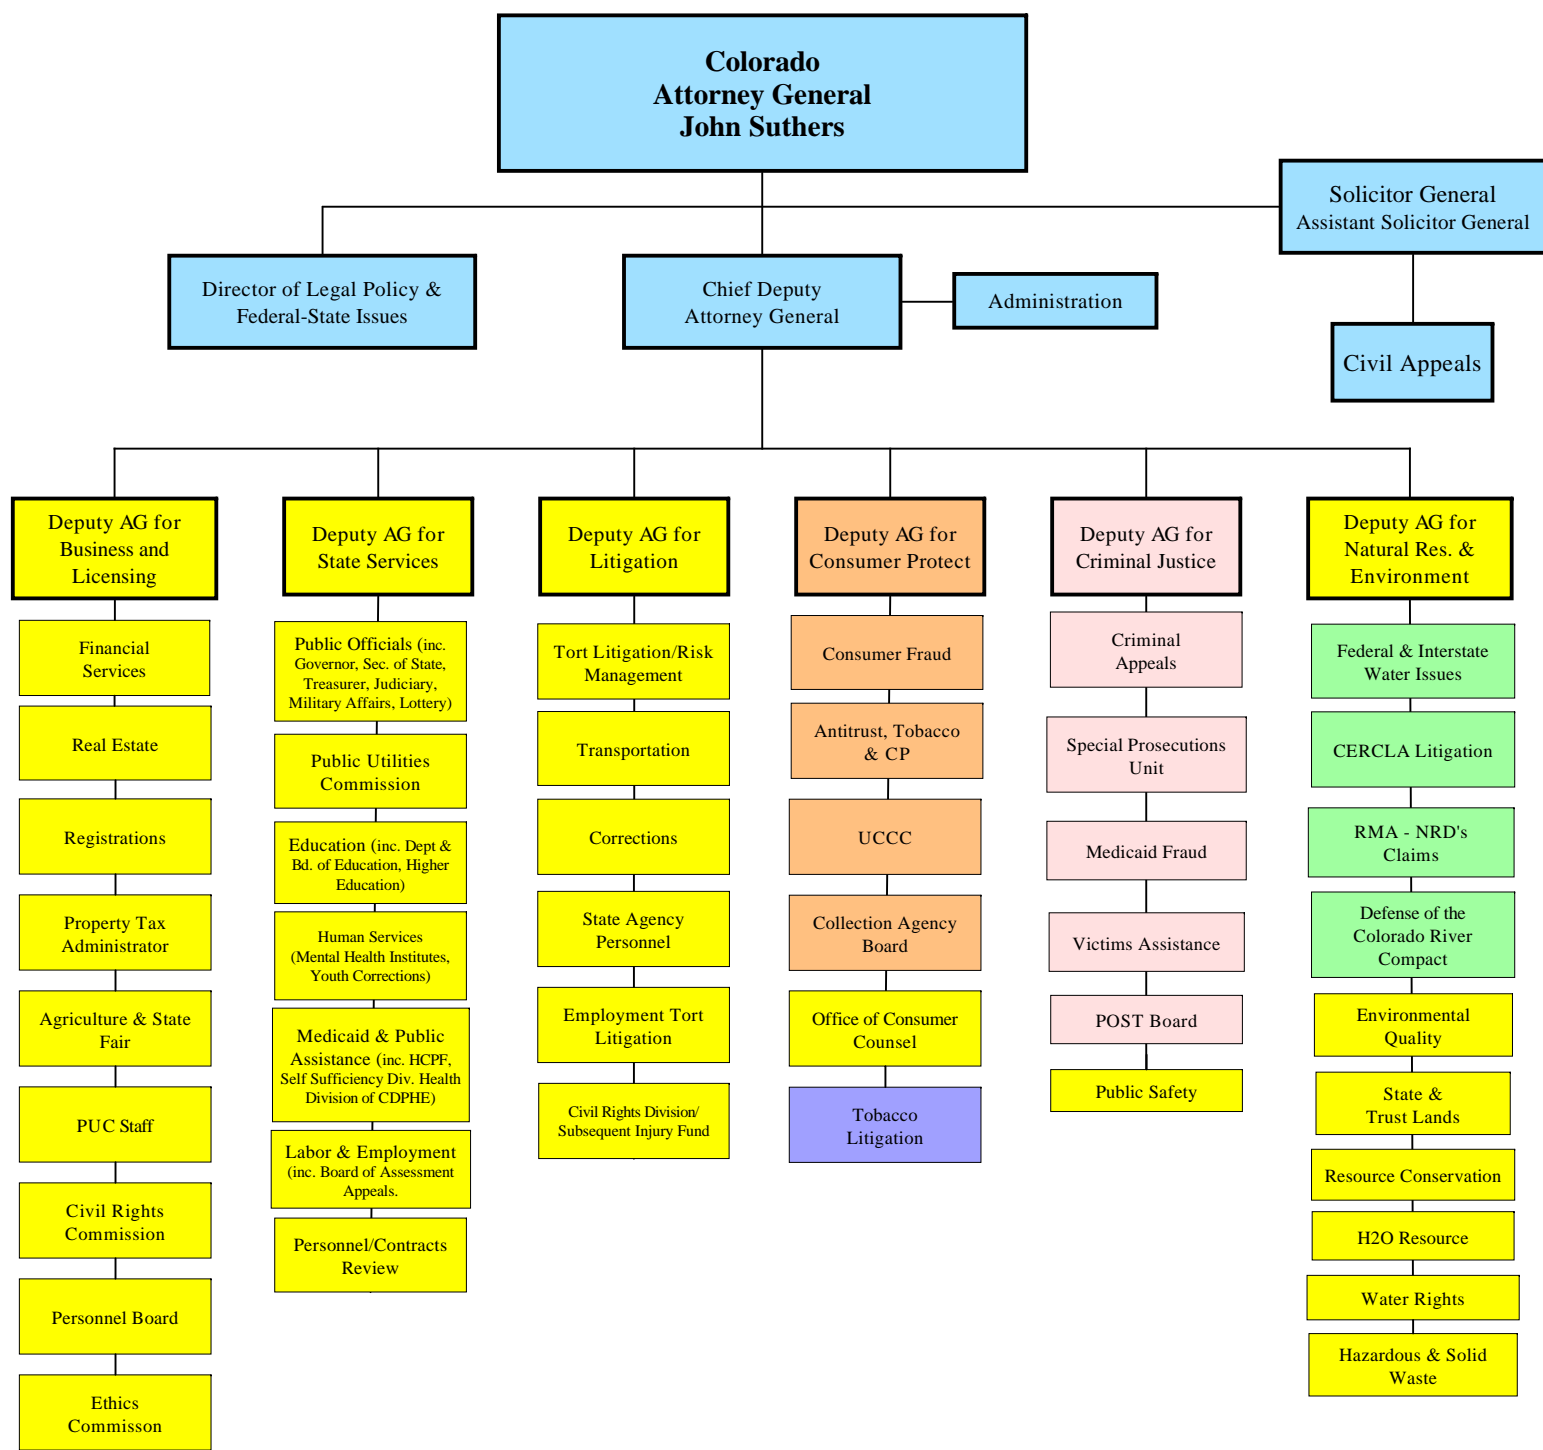 Colorado
Attorney General
John Suthers
Solicitor General
Assistant Solicitor General
Director of Legal Policy &
Federal-State Issues
Chief Deputy
Attorney General
Administration
Civil Appeals
Deputy AG for
Business and
Licensing
Financial
Services
Real Estate
Registrations
Property Tax
Administrator
Agriculture & State
Fair
PUC Staff
Civil Rights
Commission
Personnel Board
Ethics
Commisson
Deputy AG for
State Services
Public Officials (inc.
Governor, Sec. of State,
Treasurer, Judiciary,
Military Affairs, Lottery)
Public Utilities
Commission
Education (inc. Dept &
Bd. of Education, Higher
Education)
Human Services
(Mental Health Institutes,
Youth Corrections)
Medicaid & Public
Assistance (inc. HCPF,
Self Sufficiency Div. Health
Division of CDPHE)
Labor & Employment
(inc. Board of Assessment
Appeals.
Personnel/Contracts
Review
Deputy AG for
Litigation
Tort Litigation/Risk
Management
Transportation
Corrections
State Agency
Personnel
Employment Tort
Litigation
Civil Rights Division/
Subsequent Injury Fund
Deputy AG for
Consumer Protect
Consumer Fraud
Antitrust, Tobacco
& CP
UCCC
Collection Agency
Board
Office of Consumer
Counsel
Tobacco
Litigation
Deputy AG for
Criminal Justice
Criminal
Appeals
Special Prosecutions
Unit
Medicaid Fraud
Victims Assistance
POST Board
Public Safety
Deputy AG for
Natural Res. &
Environment
Federal & Interstate
Water Issues
CERCLA Litigation
RMA - NRD's
Claims
Defense of the
Colorado River
Compact
Environmental
Quality
State &
Trust Lands
Resource Conservation
H2O Resource
Water Rights
Hazardous & Solid
Waste